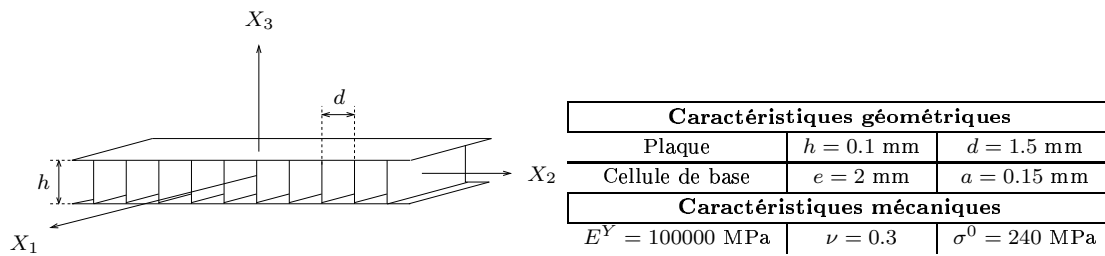 X₃
d
h
X₂
X₁
Caractéristiques géométriques
Plaque h = 0.1 mm d = 1.5 mm
Cellule de base e = 2 mm a = 0.15 mm
Caractéristiques mécaniques
E^Y = 100000 MPa ν = 0.3 σ⁰ = 240 MPa